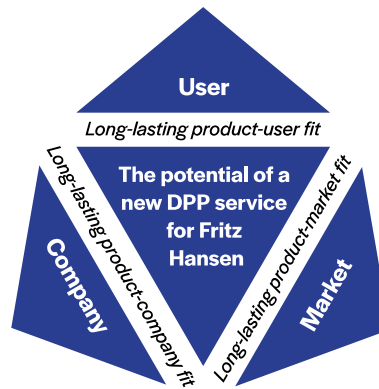 User
Long-lasting product-user fit
The potential of a
new DPP service
for Fritz
Hansen
Company
Long-lasting product-company fit
Long-lasting product-market fit
Market